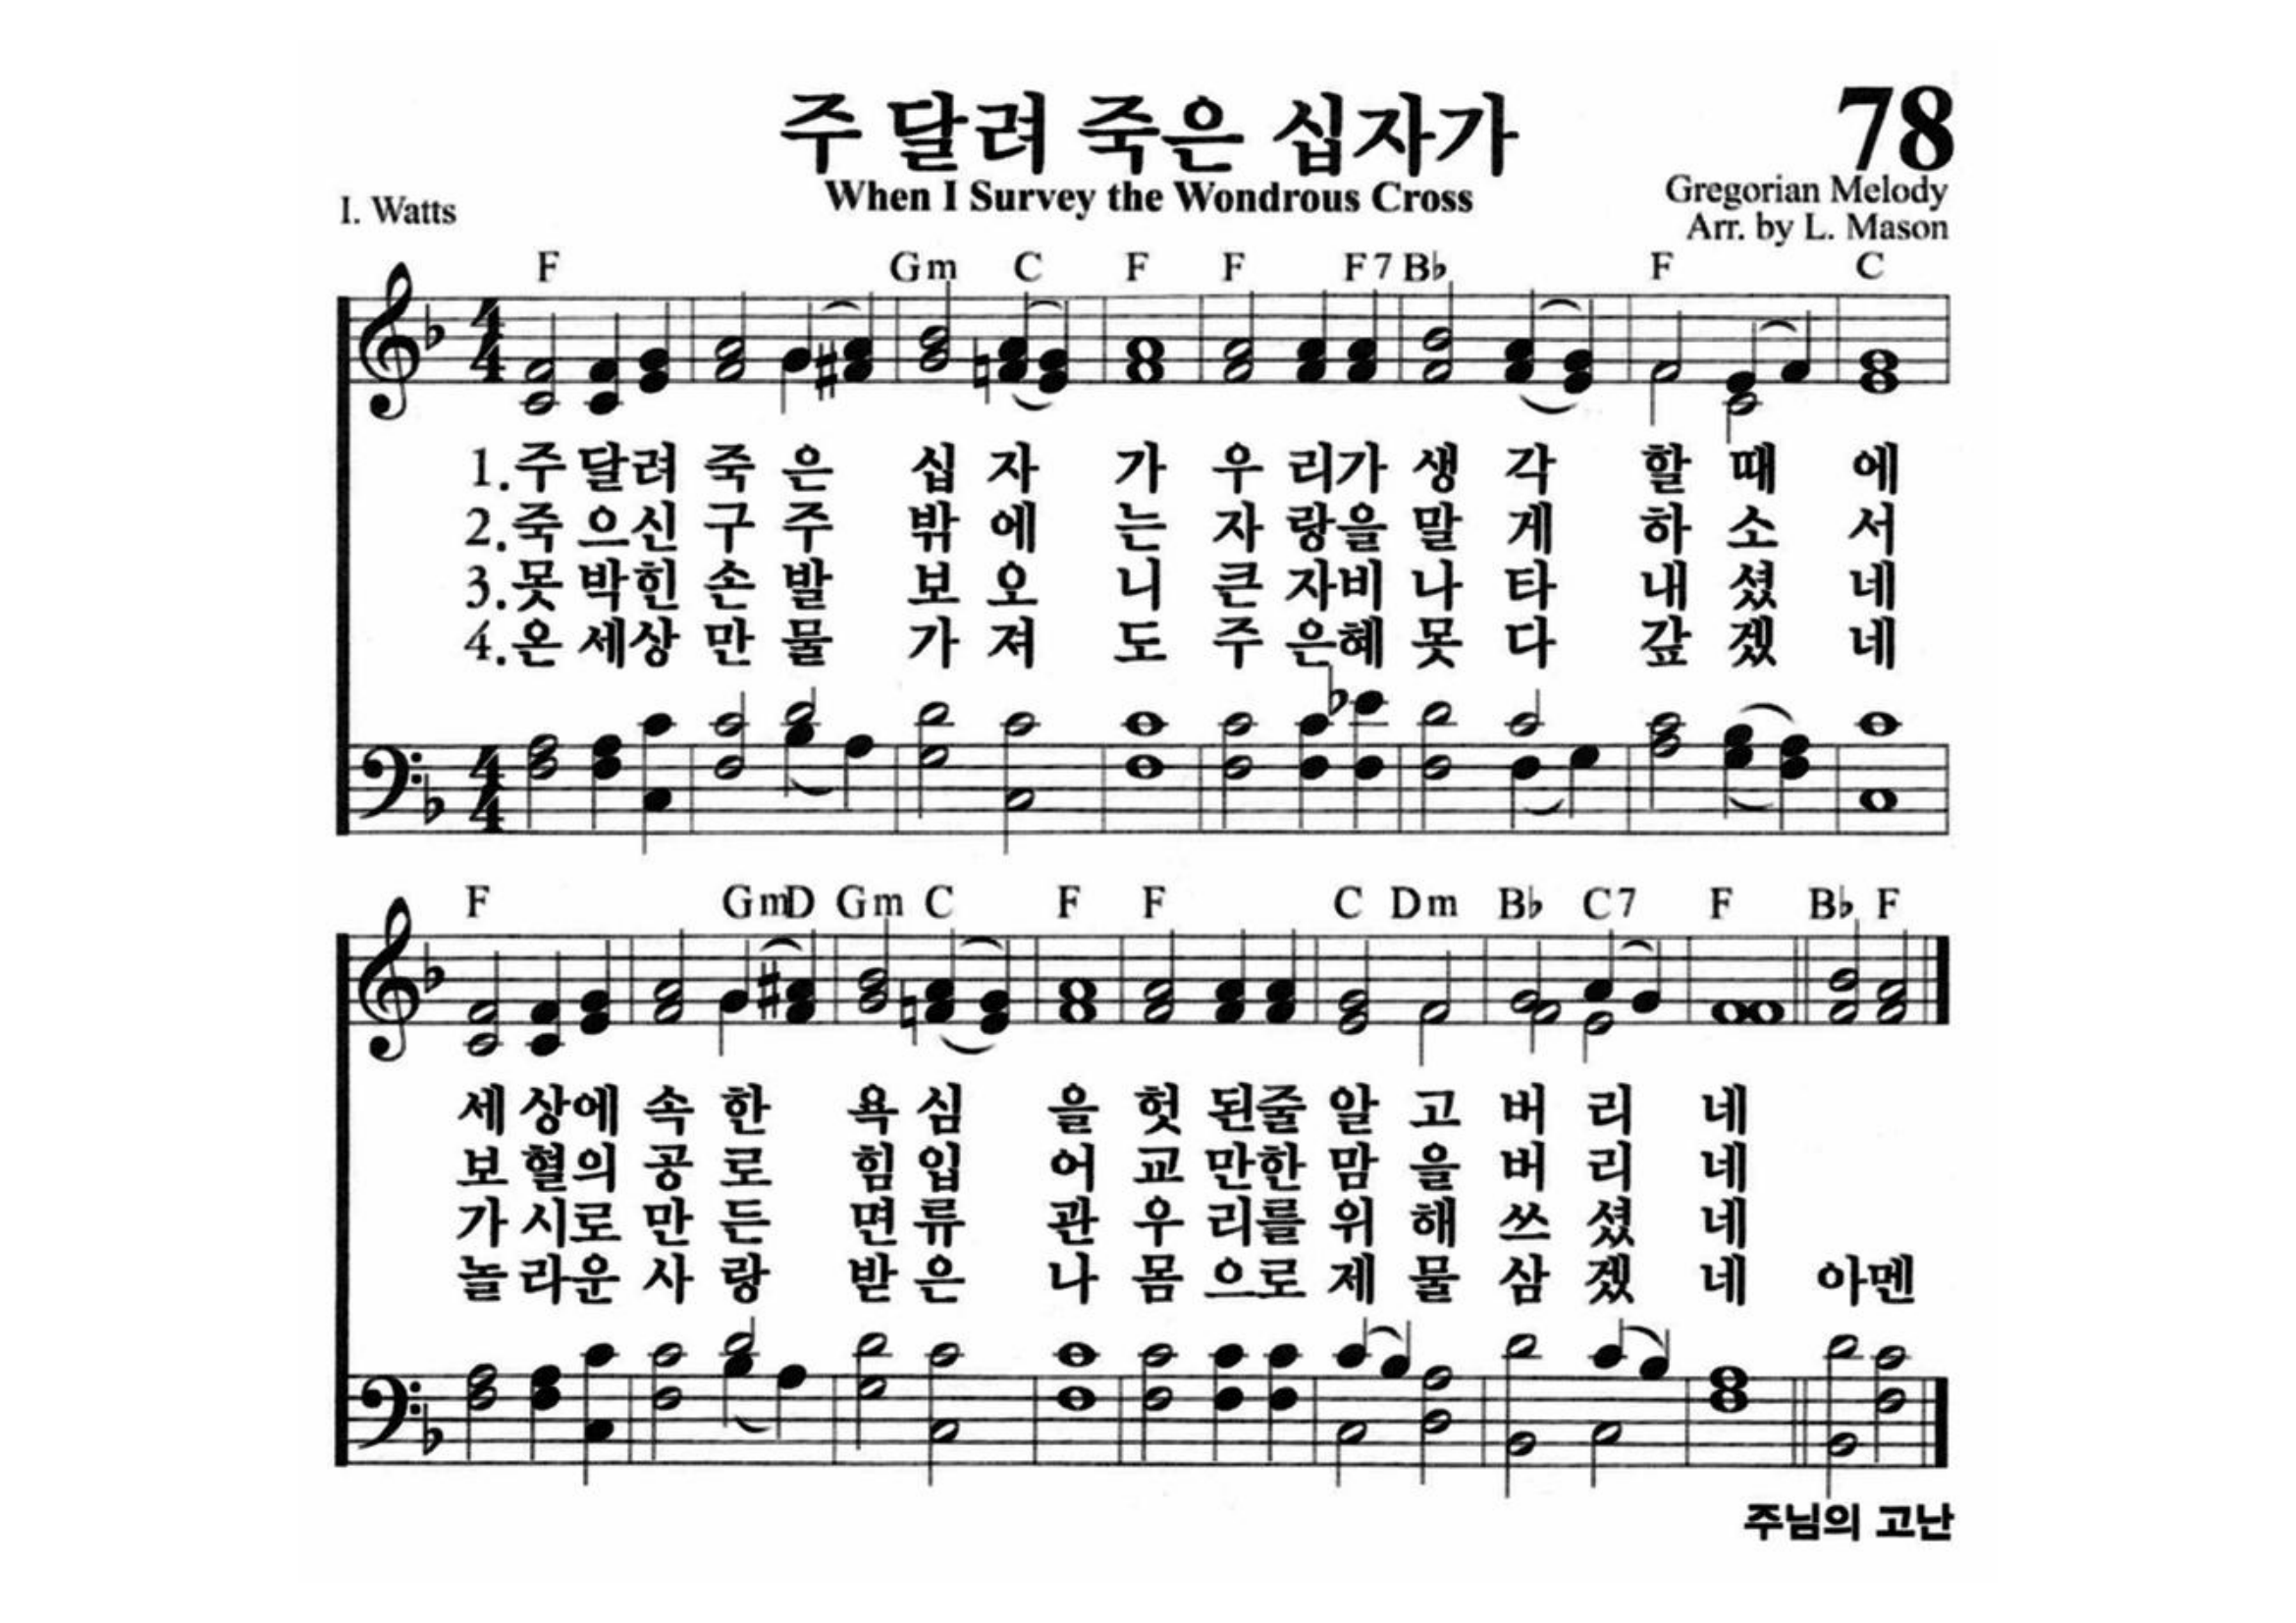 주 달려 죽은 십자가
78
When I Survey the Wondrous Cross
I. Watts
Gregorian Melody
Arr. by L. Mason
F Gm C F F F7 B♭ F C
1.주 달려 죽 은 십 자 가 우 리가 생 각 할 때 에
2.죽 으신 구 주 밖 에 는 자 랑을 말 게 하 소 서
3.못 박힌 손 발 보 오 니 큰 자비 나 타 내 셨 네
4.온 세상 만 물 가 져 도 주 은혜 못 다 갚 겠 네
F Gm D Gm C F F C Dm B♭ C7 F B♭ F
세 상에 속 한 욕 심 을 헛 된줄 알 고 버 리 네
보 혈의 공 로 힘 입 어 교 만한 맘 을 버 리 네
가 시로 만 든 면 류 관 우 리를 위 해 쓰 셨 네
놀 라운 사 랑 받 은 나 몸 으로 제 물 삼 겠 네 아멘
주님의 고난